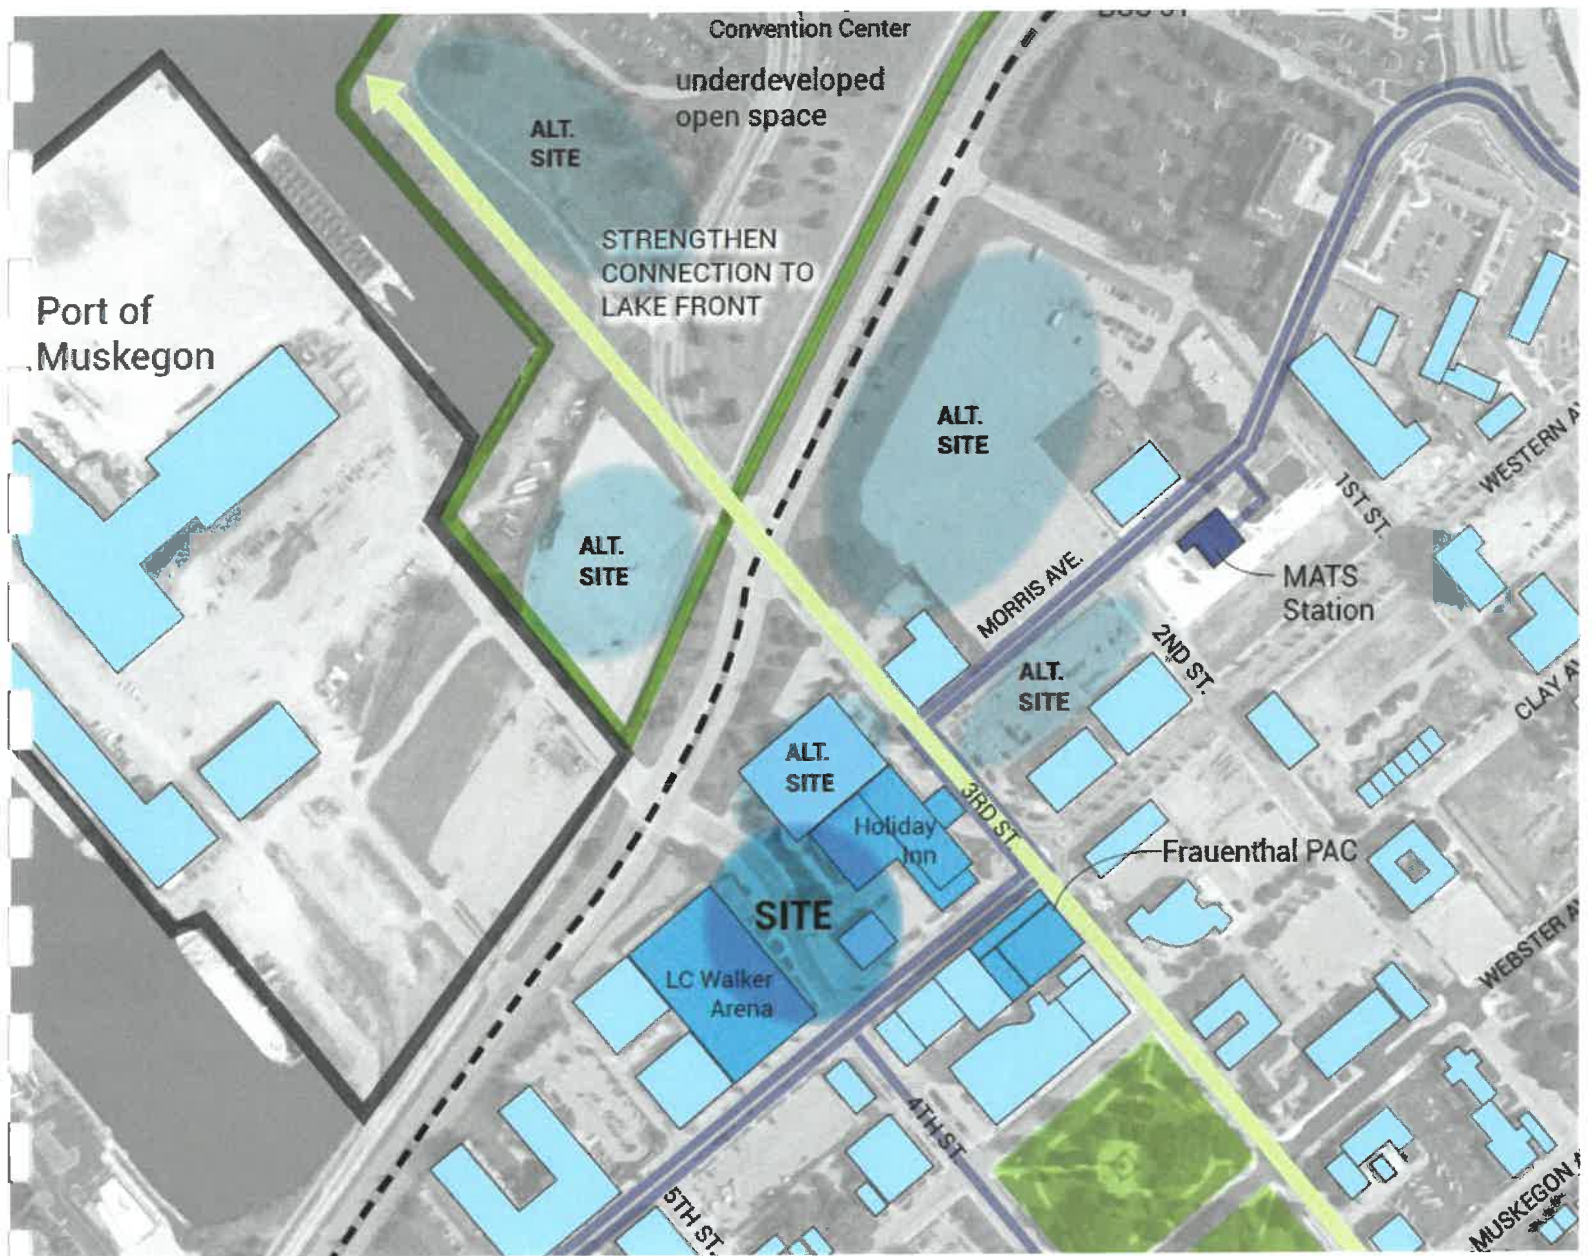 Convention Center
underdeveloped
open space
ALT.
SITE
STRENGTHEN
CONNECTION TO
LAKE FRONT
Port of
Muskegon
ALT.
SITE
WESTERN
1ST ST.
ALT.
SITE
MORRIS AVE.
MATS
Station
2ND ST.
ALT.
SITE
CLAY
ALT.
SITE
3RD ST.
Holiday
Inn
Frauenthal PAC
SITE
WEBSTER
LC Walker
Arena
4TH ST
5TH ST.
MUSKEGON